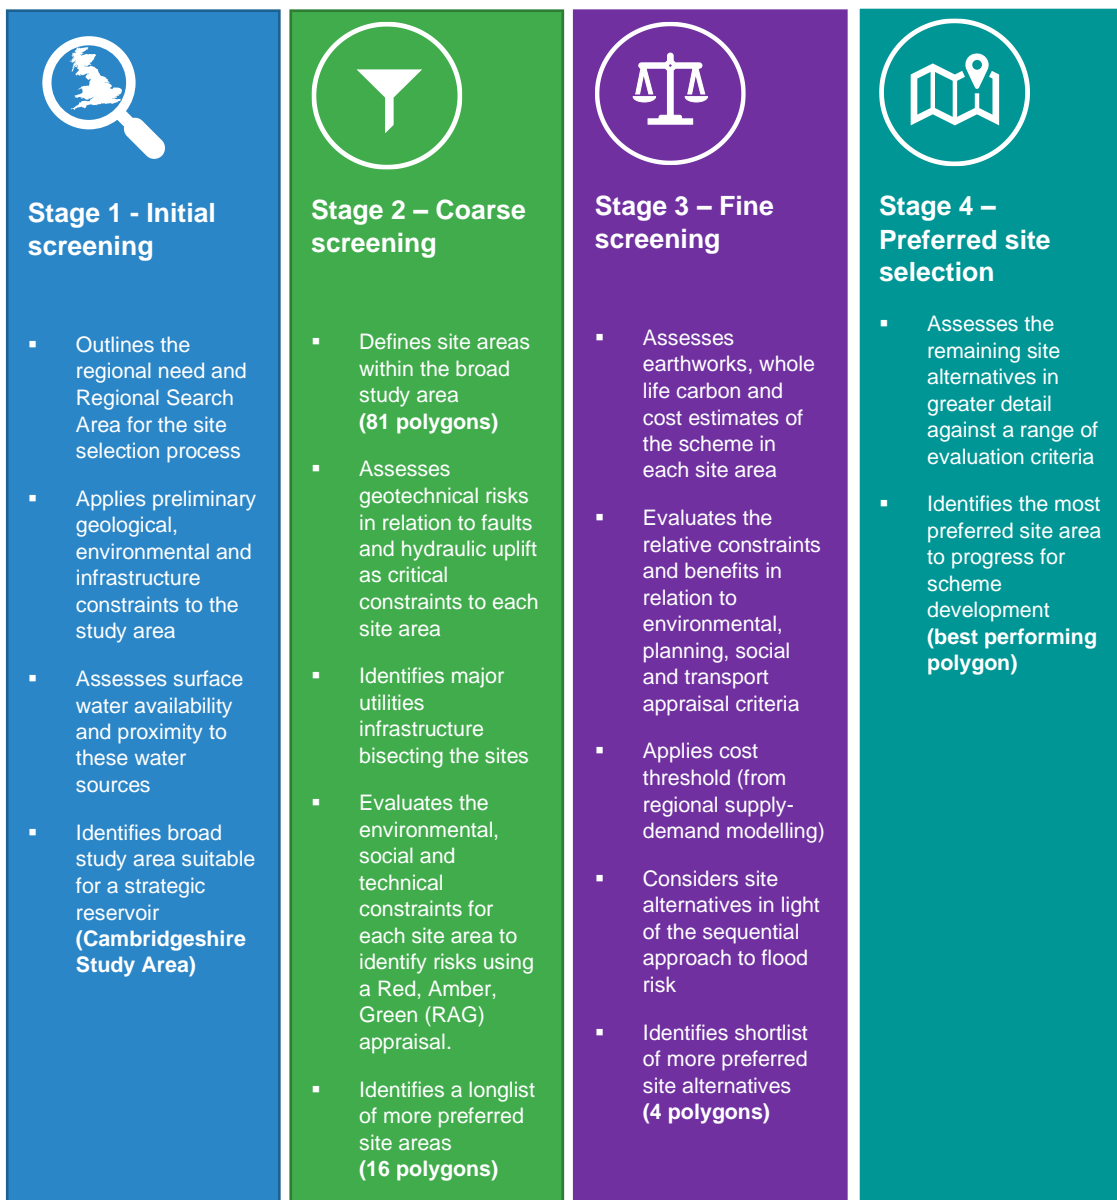 Stage 1 - Initial
screening
▪ Outlines the
regional need and
Regional Search
Area for the site
selection process
▪ Applies preliminary
geological,
environmental and
infrastructure
constraints to the
study area
▪ Assesses surface
water availability
and proximity to
these water
sources
▪ Identifies broad
study area suitable
for a strategic
reservoir
(Cambridgeshire
Study Area)
Stage 2 – Coarse
screening
▪ Defines site areas
within the broad
study area
(81 polygons)
▪ Assesses
geotechnical risks
in relation to faults
and hydraulic uplift
as critical
constraints to each
site area
▪ Identifies major
utilities
infrastructure
bisecting the sites
▪ Evaluates the
environmental,
social and
technical
constraints for
each site area to
identify risks using
a Red, Amber,
Green (RAG)
appraisal.
▪ Identifies a longlist
of more preferred
site areas
(16 polygons)
Stage 3 – Fine
screening
▪ Assesses
earthworks, whole
life carbon and
cost estimates of
the scheme in
each site area
▪ Evaluates the
relative constraints
and benefits in
relation to
environmental,
planning, social
and transport
appraisal criteria
▪ Applies cost
threshold (from
regional supply-
demand modelling)
▪ Considers site
alternatives in light
of the sequential
approach to flood
risk
▪ Identifies shortlist
of more preferred
site alternatives
(4 polygons)
Stage 4 –
Preferred site
selection
▪ Assesses the
remaining site
alternatives in
greater detail
against a range of
evaluation criteria
▪ Identifies the most
preferred site area
to progress for
scheme
development
(best performing
polygon)